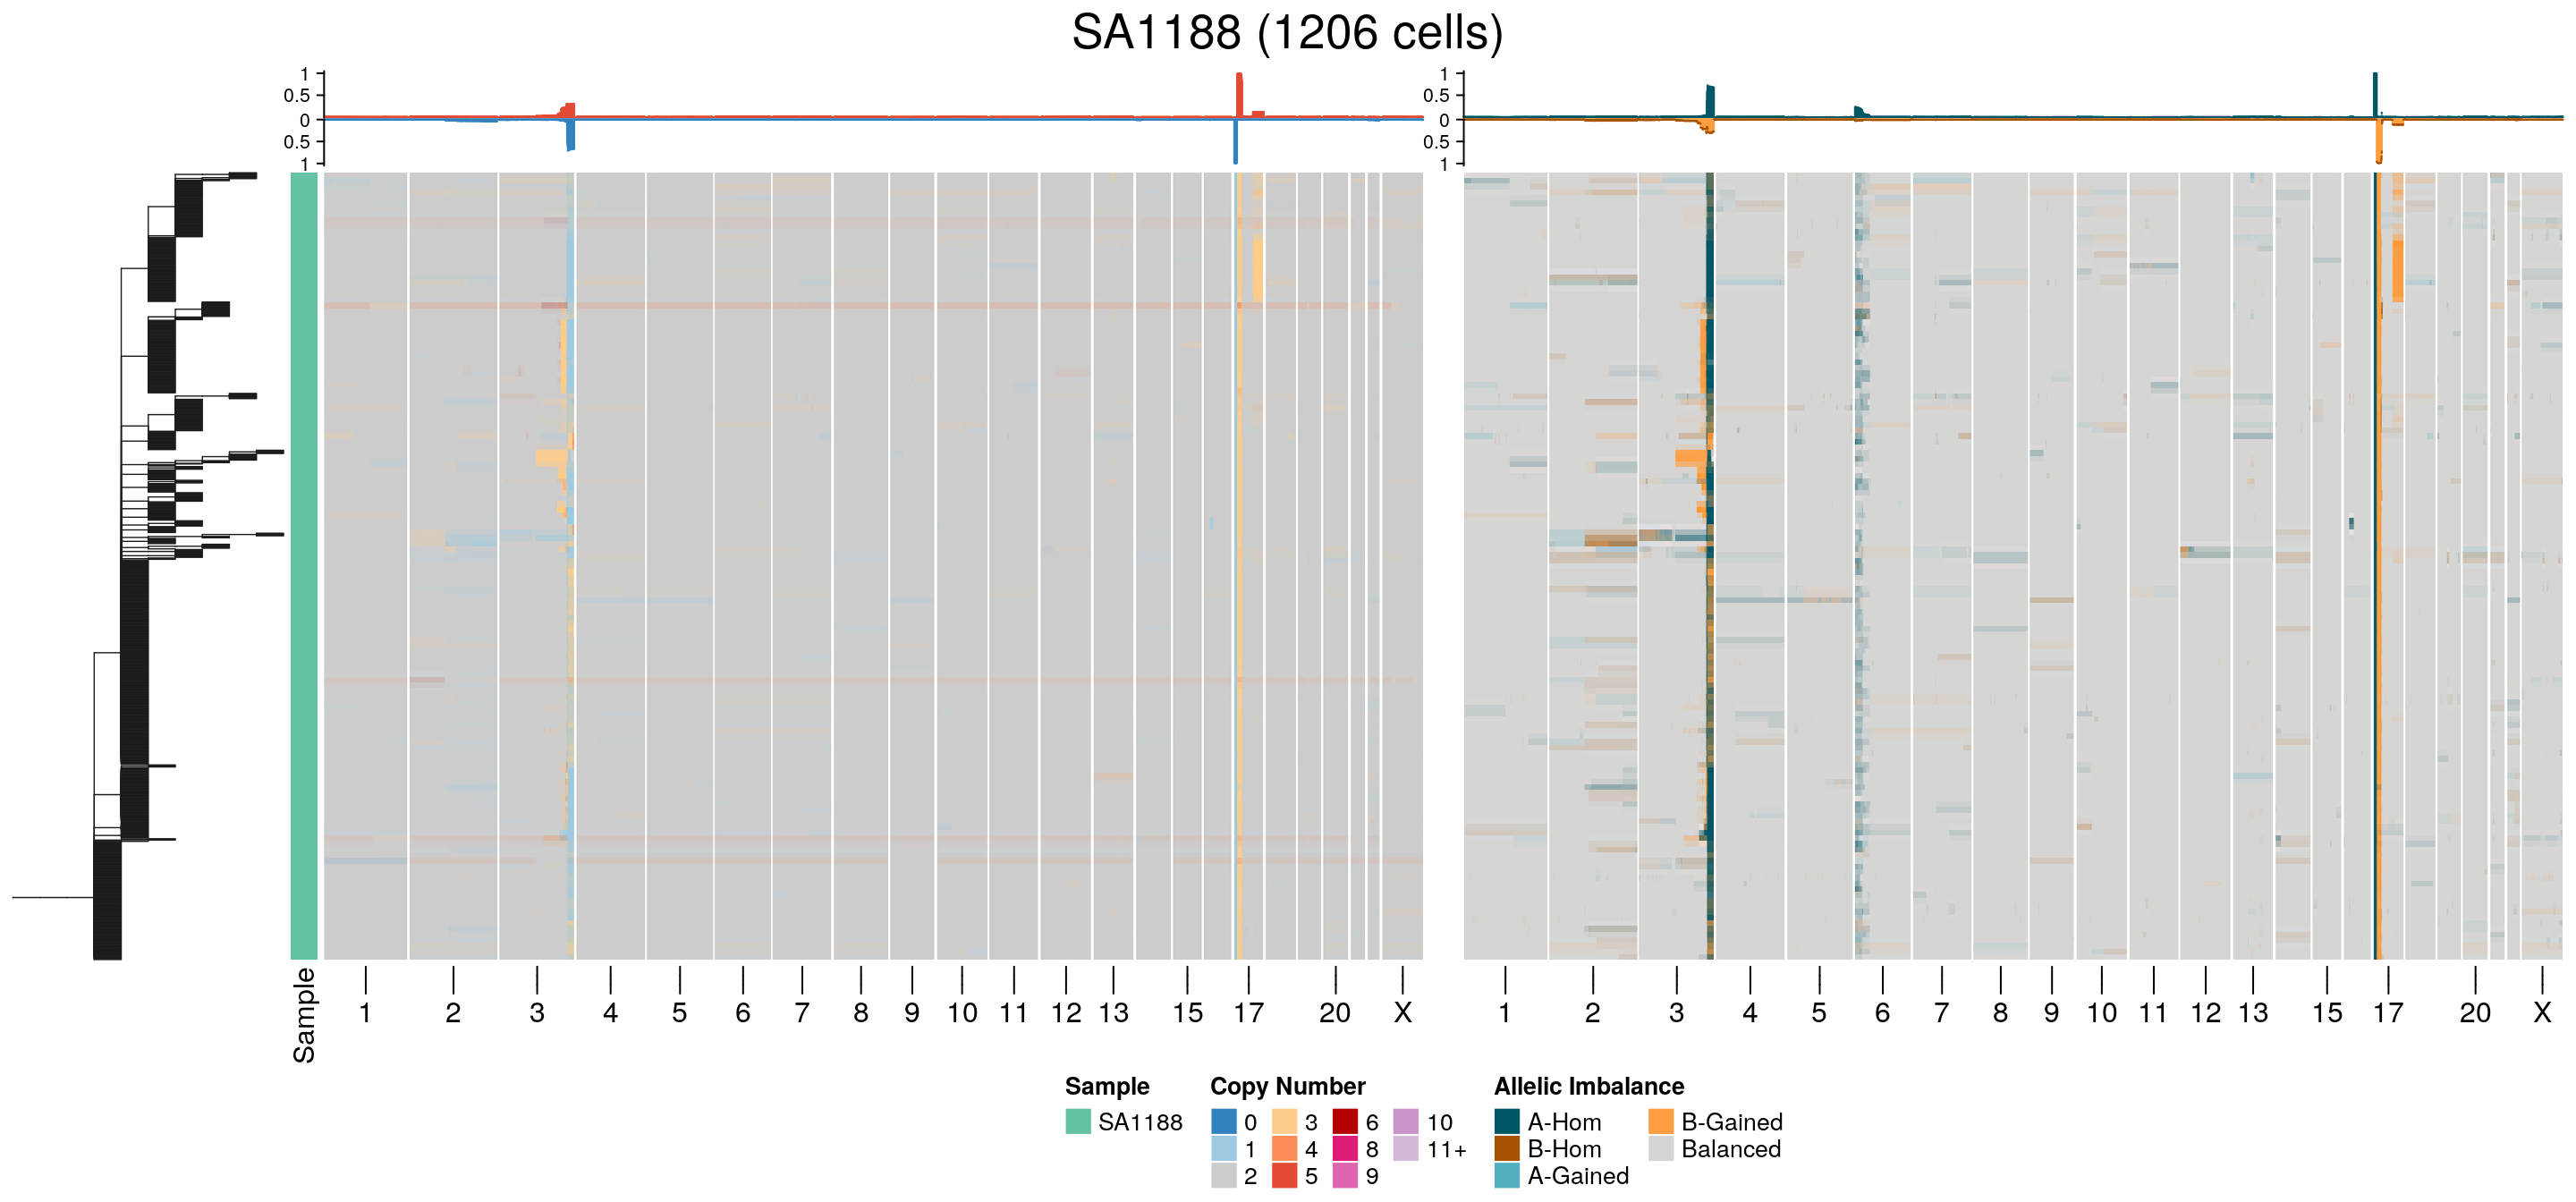 SA1188 (1206 cells)
1
0.5
0
0.5
1
1
0.5
0
0.5
1
Sample
1 2 3 4 5 6 7 8 9 10 11 12 13 15 17 20 X
1 2 3 4 5 6 7 8 9 10 11 12 13 15 17 20 X
Sample
SA1188
Copy Number
0 3 6 10
1 4 8 11+
2 5 9
Allelic Imbalance
A-Hom B-Gained
B-Hom Balanced
A-Gained